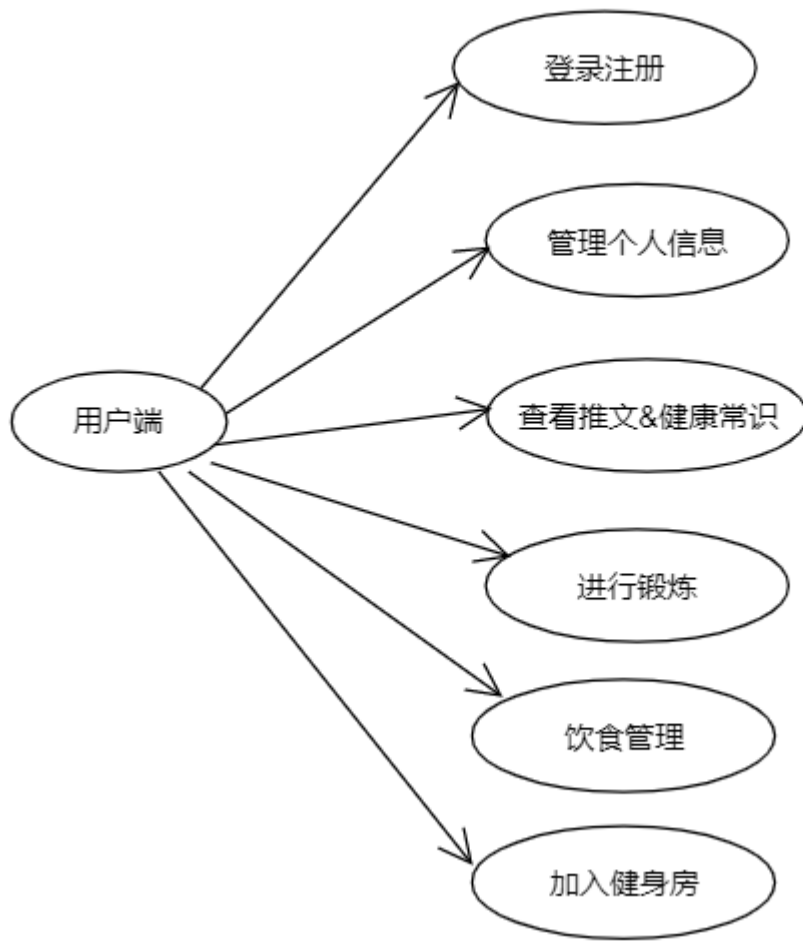 登录注册
管理个人信息
用户端
查看推文&健康常识
进行锻炼
饮食管理
加入健身房